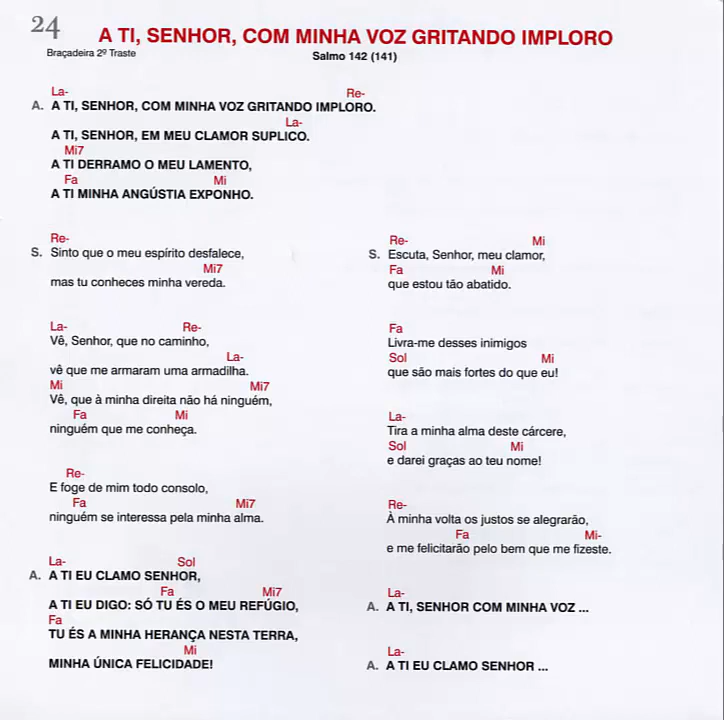 24
A TI, SENHOR, COM MINHA VOZ GRITANDO IMPLORO
Braçadeira 2º Traste
Salmo 142 (141)
La- Re-
A. A TI, SENHOR, COM MINHA VOZ GRITANDO IMPLORO.
La-
A TI, SENHOR, EM MEU CLAMOR SUPLICO.
Mi7
A TI DERRAMO O MEU LAMENTO,
Fa Mi
A TI MINHA ANGÚSTIA EXPONHO.
Re-
S. Sinto que o meu espírito desfalece,
Mi7
mas tu conheces minha vereda.
La- Re-
Vê, Senhor, que no caminho,
La-
vê que me armaram uma armadilha.
Mi Mi7
Vê, que à minha direita não há ninguém,
Fa Mi
ninguém que me conheça.
Re-
E foge de mim todo consolo,
Fa Mi7
ninguém se interessa pela minha alma.
La- Sol
A. A TI EU CLAMO SENHOR,
Fa Mi7
A TI EU DIGO: SÓ TU ÉS O MEU REFÚGIO,
Fa
TU ÉS A MINHA HERANÇA NESTA TERRA,
Mi
MINHA ÚNICA FELICIDADE!
Re- Mi
S. Escuta, Senhor, meu clamor,
Fa Mi
que estou tão abatido.
Fa
Livra-me desses inimigos
Sol Mi
que são mais fortes do que eu!
La-
Tira a minha alma deste cárcere,
Sol Mi
e darei graças ao teu nome!
Re-
À minha volta os justos se alegrarão,
Fa Mi-
e me felicitarão pelo bem que me fizeste.
La-
A. A TI, SENHOR COM MINHA VOZ ...
La-
A. A TI EU CLAMO SENHOR ...